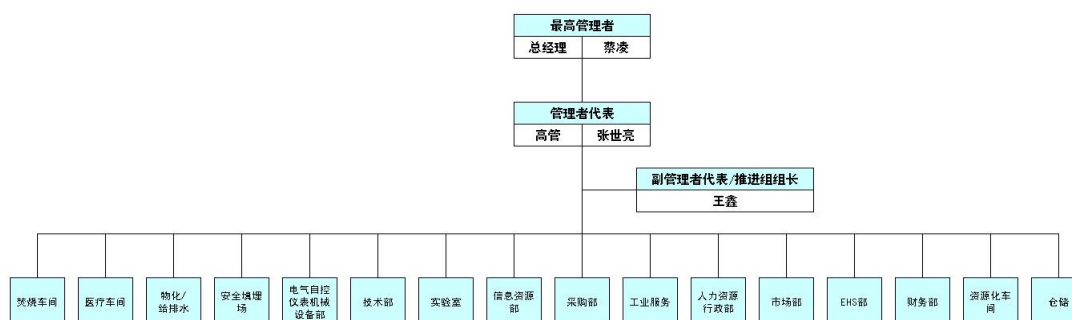 最高管理者
总经理 蔡凌
管理者代表
高管 张世亮
副管理者代表/推进组组长
王鑫
焚烧车间
医疗车间
物化/
给排水
安全填埋
场
电气自控
仪表机械
设备部
技术部
实验室
信息资源
部
采购部
工业服务
人力资源
行政部
市场部
EHS部
财务部
资源化车
间
仓储